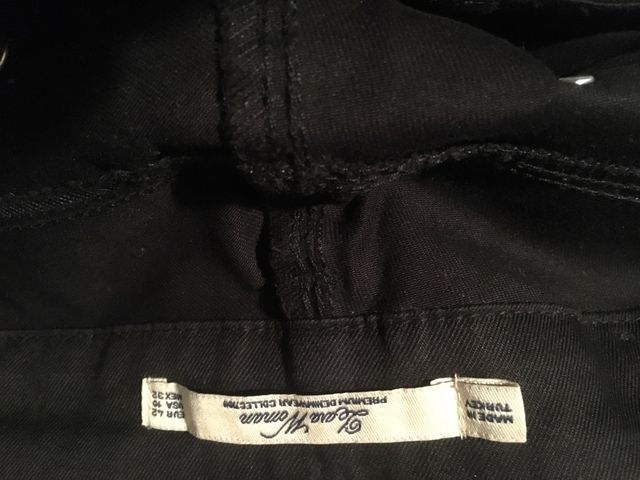 MADE IN
TURKEY
Zara Woman
PREMIUM DENIMWEAR COLLECTION
EUR 42
USA 10
MEX 32